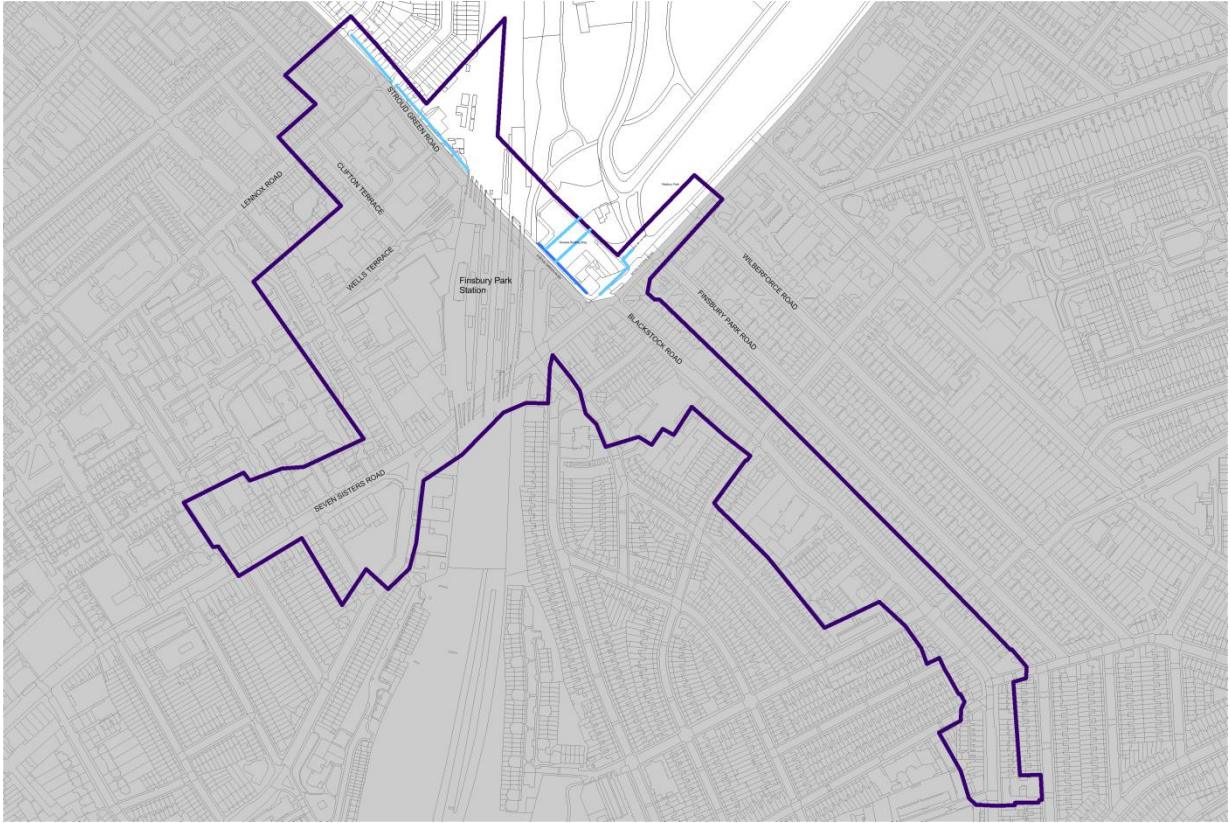 STROUD GREEN ROAD
LENNOX ROAD
CLIFTON TERRACE
WELLS TERRACE
Finsbury Park
Station
WILBERFORCE ROAD
FINSBURY PARK ROAD
BLACKSTOCK ROAD
SEVEN SISTERS ROAD